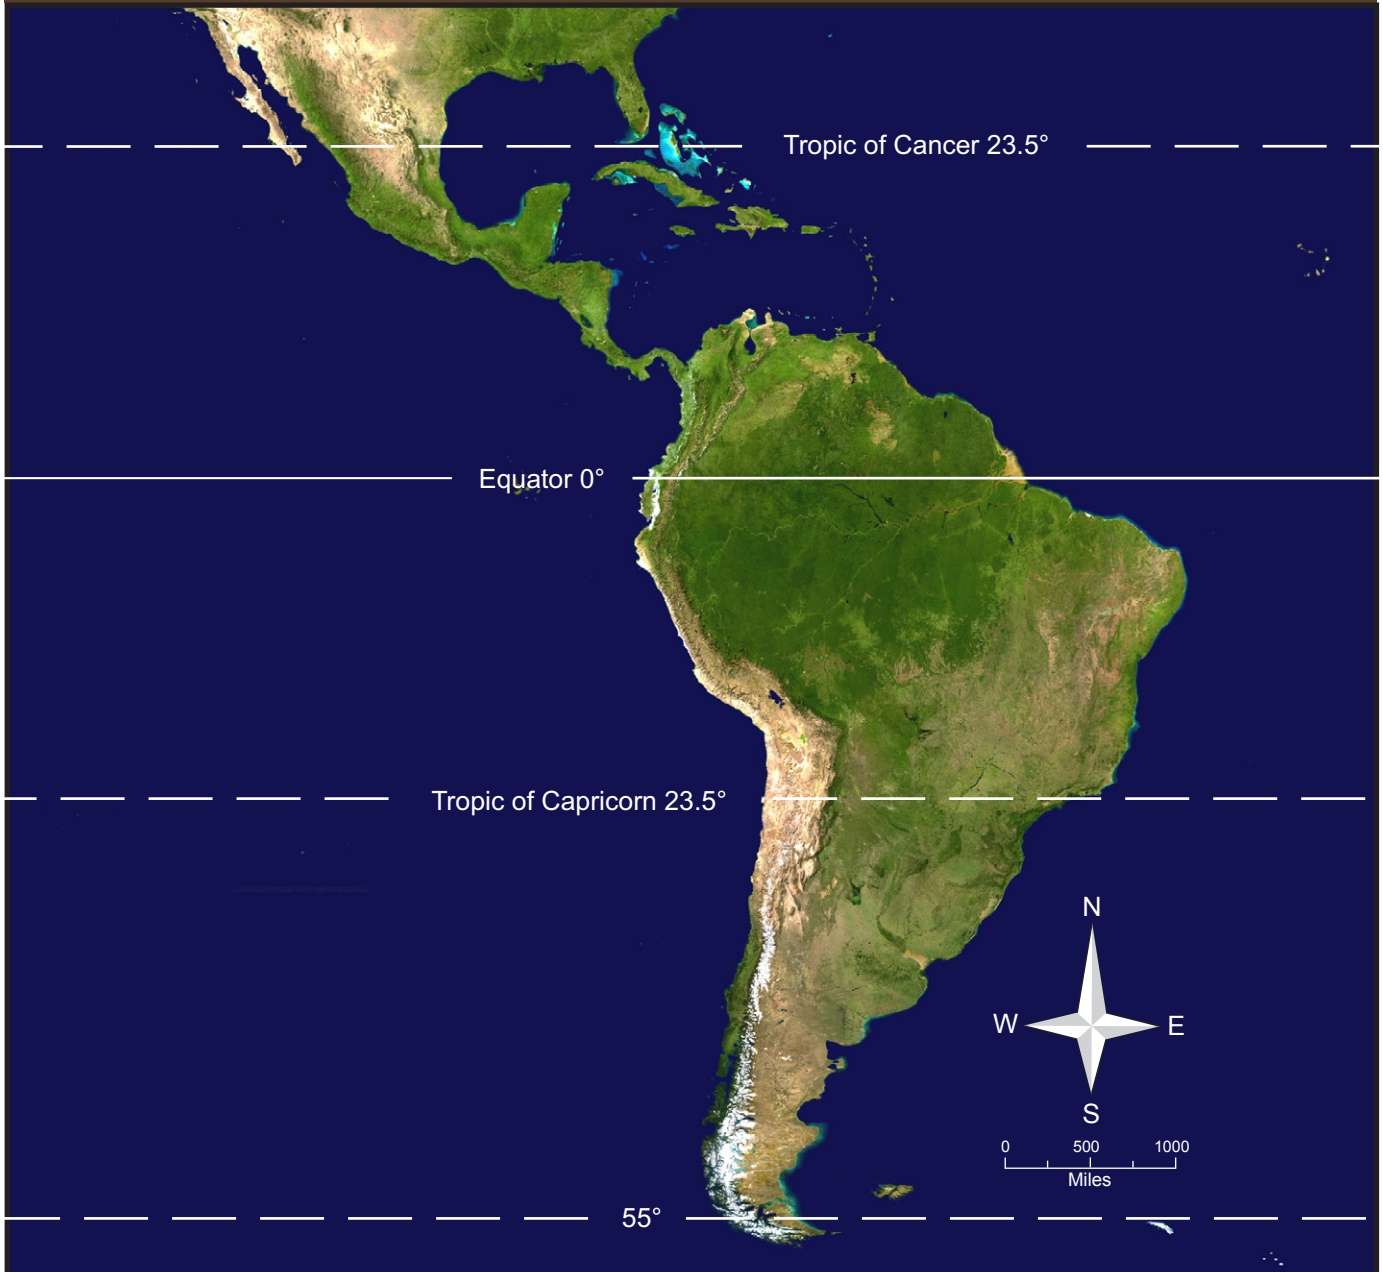 Tropic of Cancer 23.5°
Equator 0°
Tropic of Capricorn 23.5°
N
W E
S
0 500 1000
Miles
55°